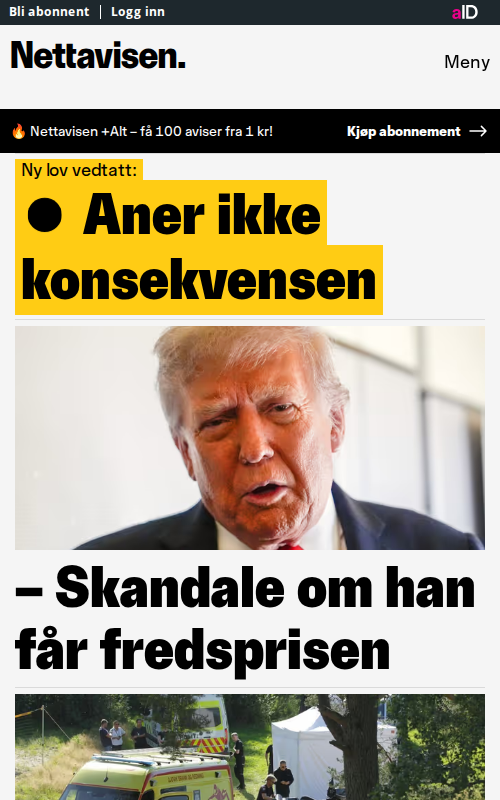 Bli abonnent | Logg inn
aID
Nettavisen.
Meny
🔥 Nettavisen +Alt – få 100 aviser fra 1 kr!
Kjøp abonnement →
Ny lov vedtatt:
● Aner ikke
konsekvensen
– Skandale om han
får fredsprisen